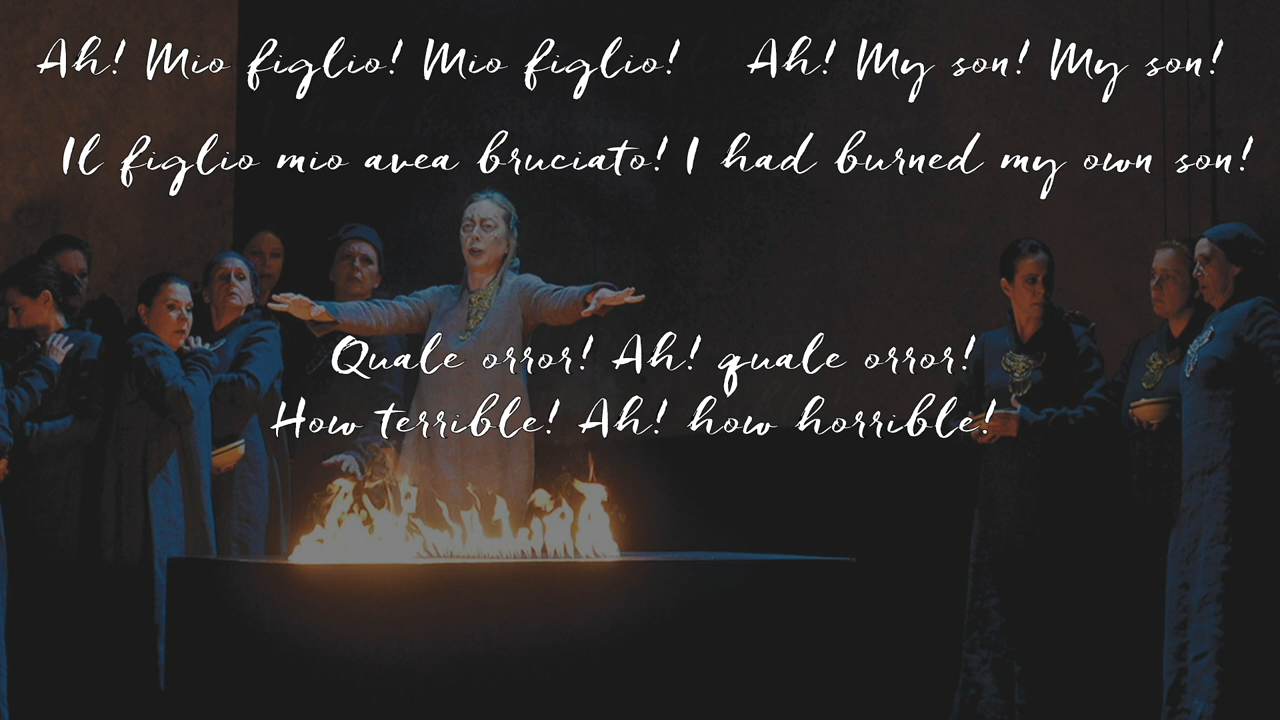 Ah! Mio figlio! Mio figlio! Ah! My son! My son!
Il figlio mio avea bruciato! I had burned my own son!
Quale orror! Ah! quale orror!
How terrible! Ah! how horrible!